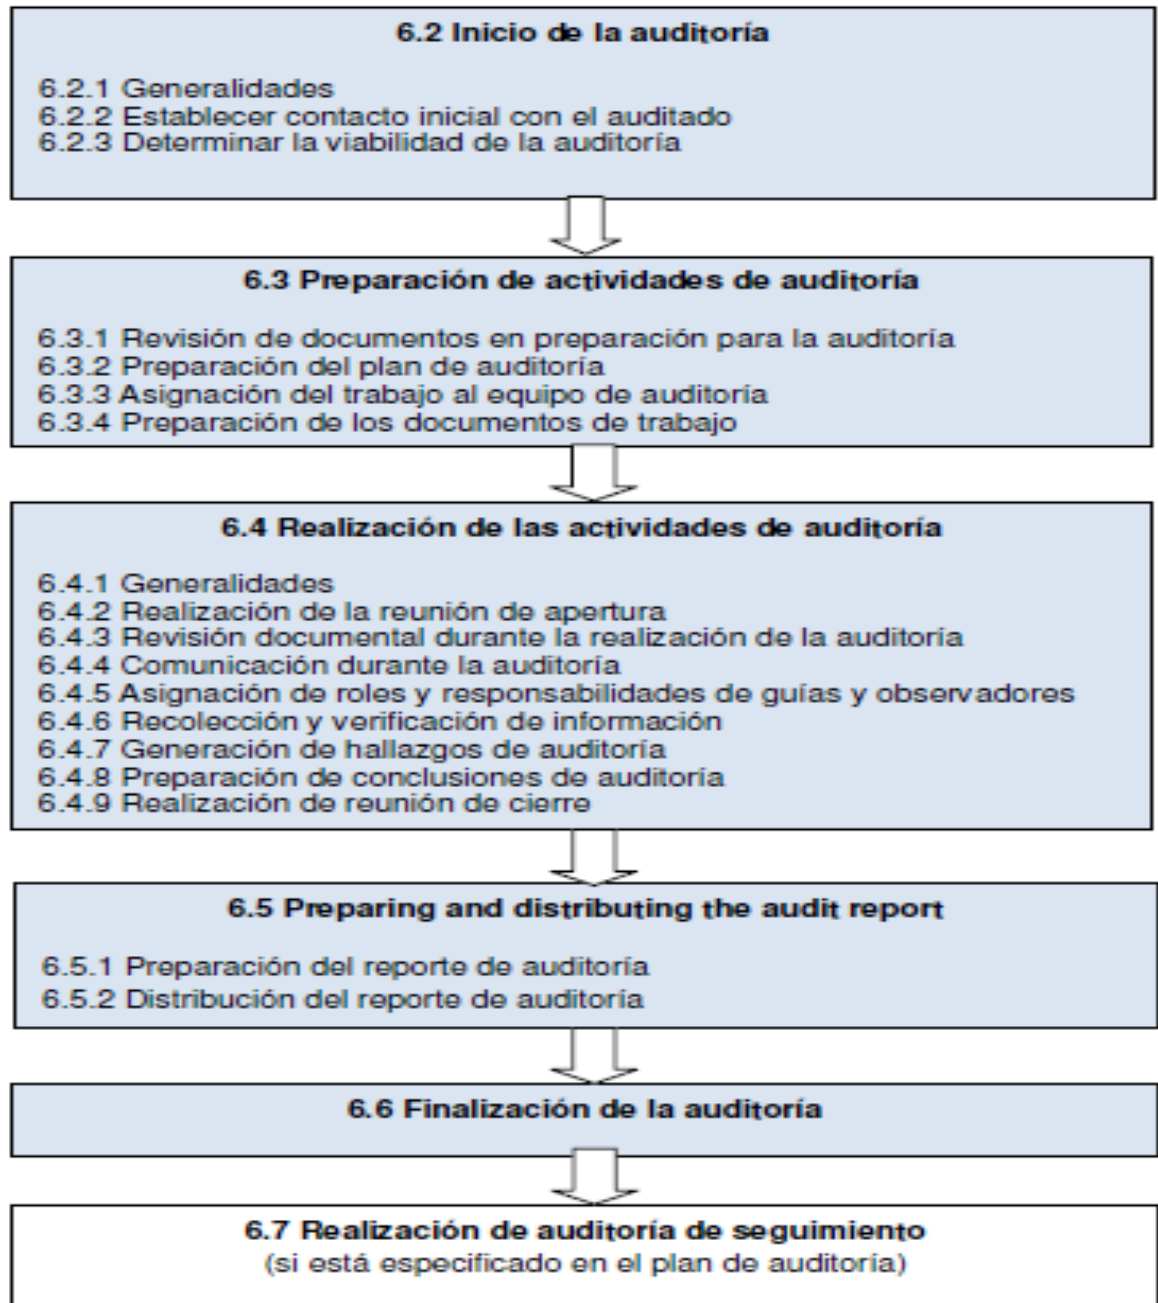 6.2 Inicio de la auditoría
6.2.1 Generalidades
6.2.2 Establecer contacto inicial con el auditado
6.2.3 Determinar la viabilidad de la auditoría
6.3 Preparación de actividades de auditoría
6.3.1 Revisión de documentos en preparación para la auditoría
6.3.2 Preparación del plan de auditoría
6.3.3 Asignación del trabajo al equipo de auditoría
6.3.4 Preparación de los documentos de trabajo
6.4 Realización de las actividades de auditoría
6.4.1 Generalidades
6.4.2 Realización de la reunión de apertura
6.4.3 Revisión documental durante la realización de la auditoría
6.4.4 Comunicación durante la auditoría
6.4.5 Asignación de roles y responsabilidades de guías y observadores
6.4.6 Recolección y verificación de información
6.4.7 Generación de hallazgos de auditoría
6.4.8 Preparación de conclusiones de auditoría
6.4.9 Realización de reunión de cierre
6.5 Preparing and distributing the audit report
6.5.1 Preparación del reporte de auditoría
6.5.2 Distribución del reporte de auditoría
6.6 Finalización de la auditoría
6.7 Realización de auditoría de seguimiento
(si está especificado en el plan de auditoría)